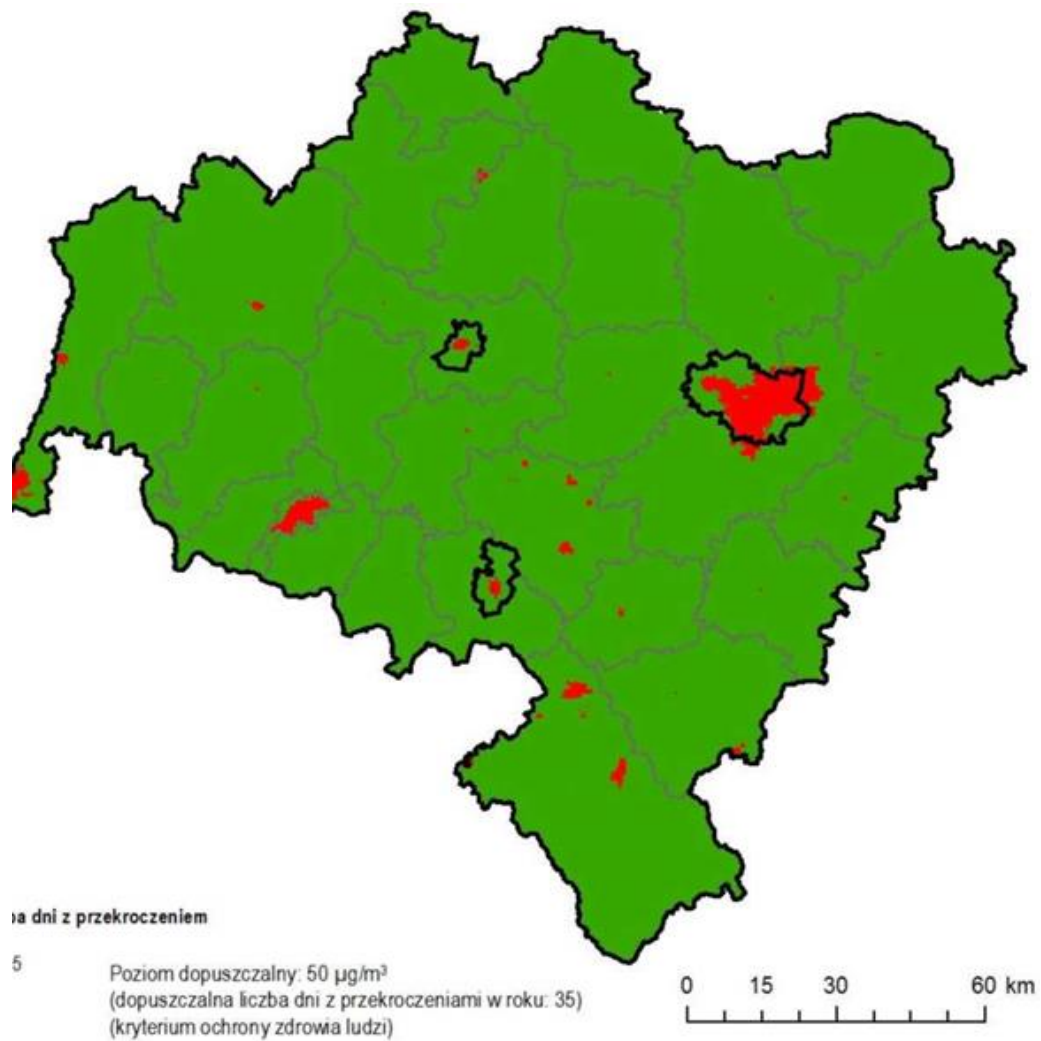 ba dni z przekroczeniem
5
Poziom dopuszczalny: 50 µg/m³
(dopuszczalna liczba dni z przekroczeniami w roku: 35)
(kryterium ochrony zdrowia ludzi)
0 15 30 60 km